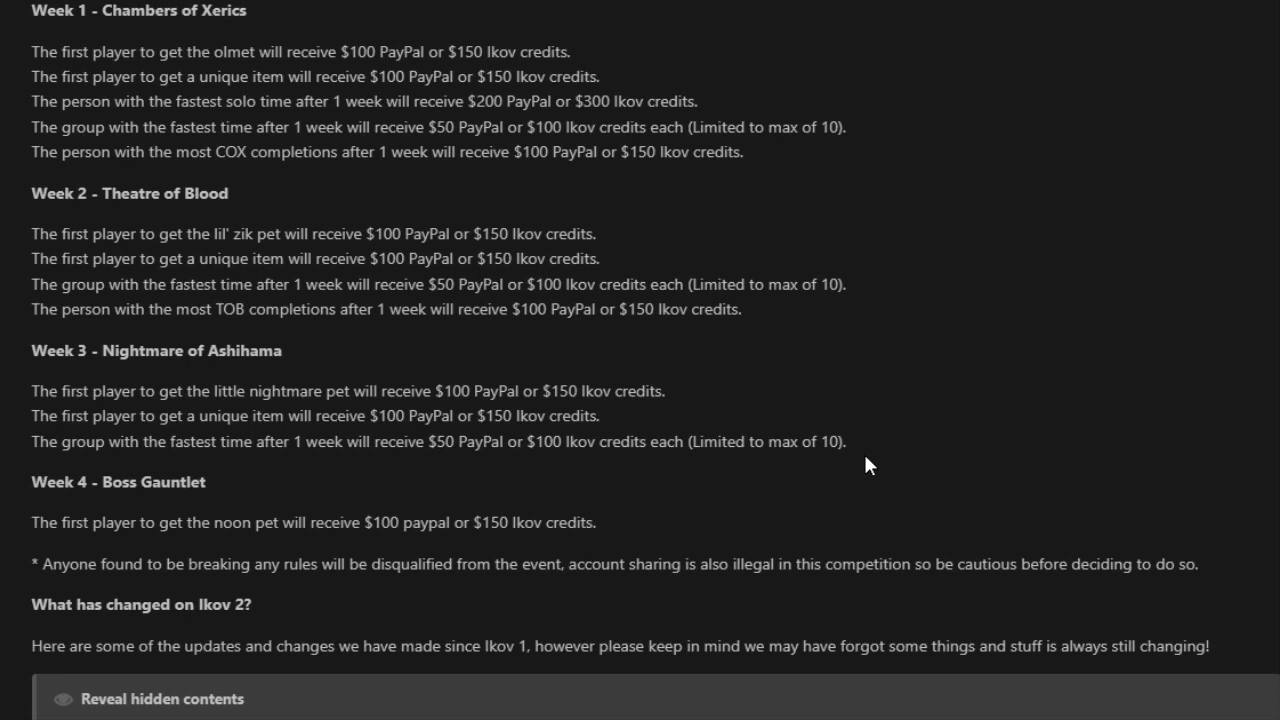 Week 1 - Chambers of Xerics
The first player to get the olmet will receive $100 PayPal or $150 Ikov credits.
The first player to get a unique item will receive $100 PayPal or $150 Ikov credits.
The person with the fastest solo time after 1 week will receive $200 PayPal or $300 Ikov credits.
The group with the fastest time after 1 week will receive $50 PayPal or $100 Ikov credits each (Limited to max of 10).
The person with the most COX completions after 1 week will receive $100 PayPal or $150 Ikov credits.
Week 2 - Theatre of Blood
The first player to get the lil' zik pet will receive $100 PayPal or $150 Ikov credits.
The first player to get a unique item will receive $100 PayPal or $150 Ikov credits.
The group with the fastest time after 1 week will receive $50 PayPal or $100 Ikov credits each (Limited to max of 10).
The person with the most TOB completions after 1 week will receive $100 PayPal or $150 Ikov credits.
Week 3 - Nightmare of Ashihama
The first player to get the little nightmare pet will receive $100 PayPal or $150 Ikov credits.
The first player to get a unique item will receive $100 PayPal or $150 Ikov credits.
The group with the fastest time after 1 week will receive $50 PayPal or $100 Ikov credits each (Limited to max of 10).
Week 4 - Boss Gauntlet
The first player to get the noon pet will receive $100 paypal or $150 Ikov credits.
* Anyone found to be breaking any rules will be disqualified from the event, account sharing is also illegal in this competition so be cautious before deciding to do so.
What has changed on Ikov 2?
Here are some of the updates and changes we have made since Ikov 1, however please keep in mind we may have forgot some things and stuff is always still changing!
Reveal hidden contents